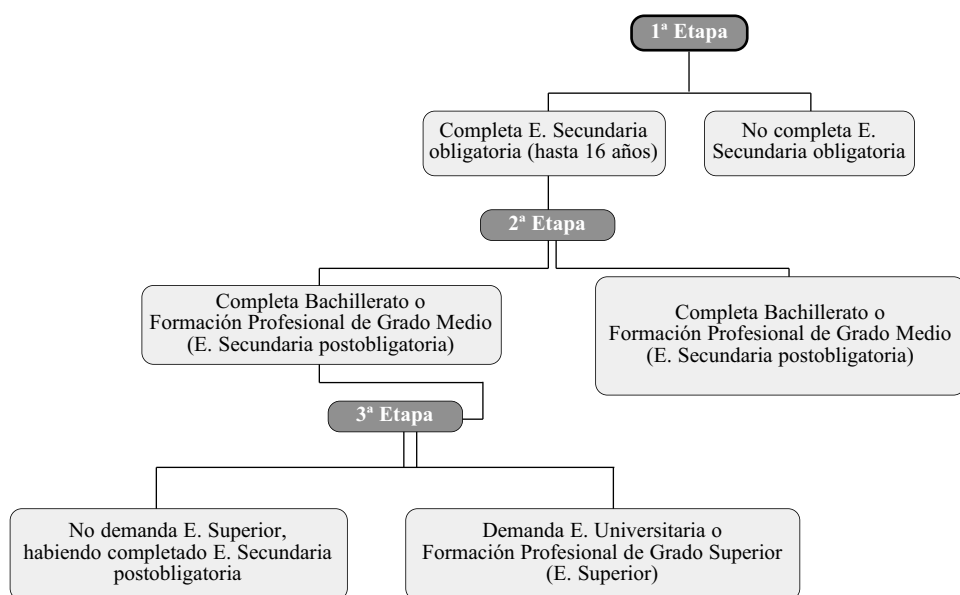 1ª Etapa
Completa E. Secundaria
obligatoria (hasta 16 años)
No completa E.
Secundaria obligatoria
2ª Etapa
Completa Bachillerato o
Formación Profesional de Grado Medio
(E. Secundaria postobligatoria)
Completa Bachillerato o
Formación Profesional de Grado Medio
(E. Secundaria postobligatoria)
3ª Etapa
No demanda E. Superior,
habiendo completado E. Secundaria
postobligatoria
Demanda E. Universitaria o
Formación Profesional de Grado Superior
(E. Superior)